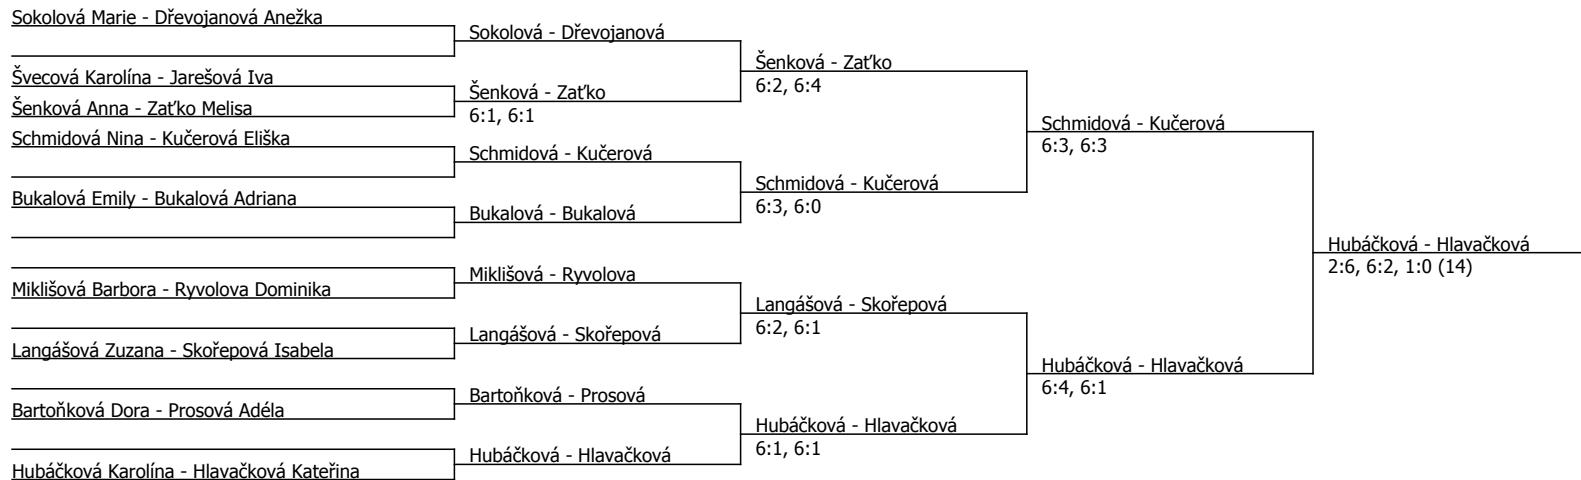 Sokolová Marie - Dřevojanová Anežka
Sokolová - Dřevojanová
Šenková - Zaťko
6:2, 6:4
Švecová Karolína - Jarešová Iva
Šenková - Zaťko
6:1, 6:1
Šenková Anna - Zaťko Melisa
Schmidová - Kučerová
6:3, 6:3
Schmidová Nina - Kučerová Eliška
Schmidová - Kučerová
Schmidová - Kučerová
6:3, 6:0
Bukalová Emily - Bukalová Adriana
Bukalová - Bukalová
Hubáčková - Hlavačková
2:6, 6:2, 1:0 (14)
Miklišová - Ryvolova
Miklišová Barbora - Ryvolova Dominika
Langášová - Skořepová
6:2, 6:1
Langášová - Skořepová
Langášová Zuzana - Skořepová Isabela
Hubáčková - Hlavačková
6:4, 6:1
Bartoňková - Prosová
Bartoňková Dora - Prosová Adéla
Hubáčková - Hlavačková
6:1, 6:1
Hubáčková - Hlavačková
Hubáčková Karolína - Hlavačková Kateřina